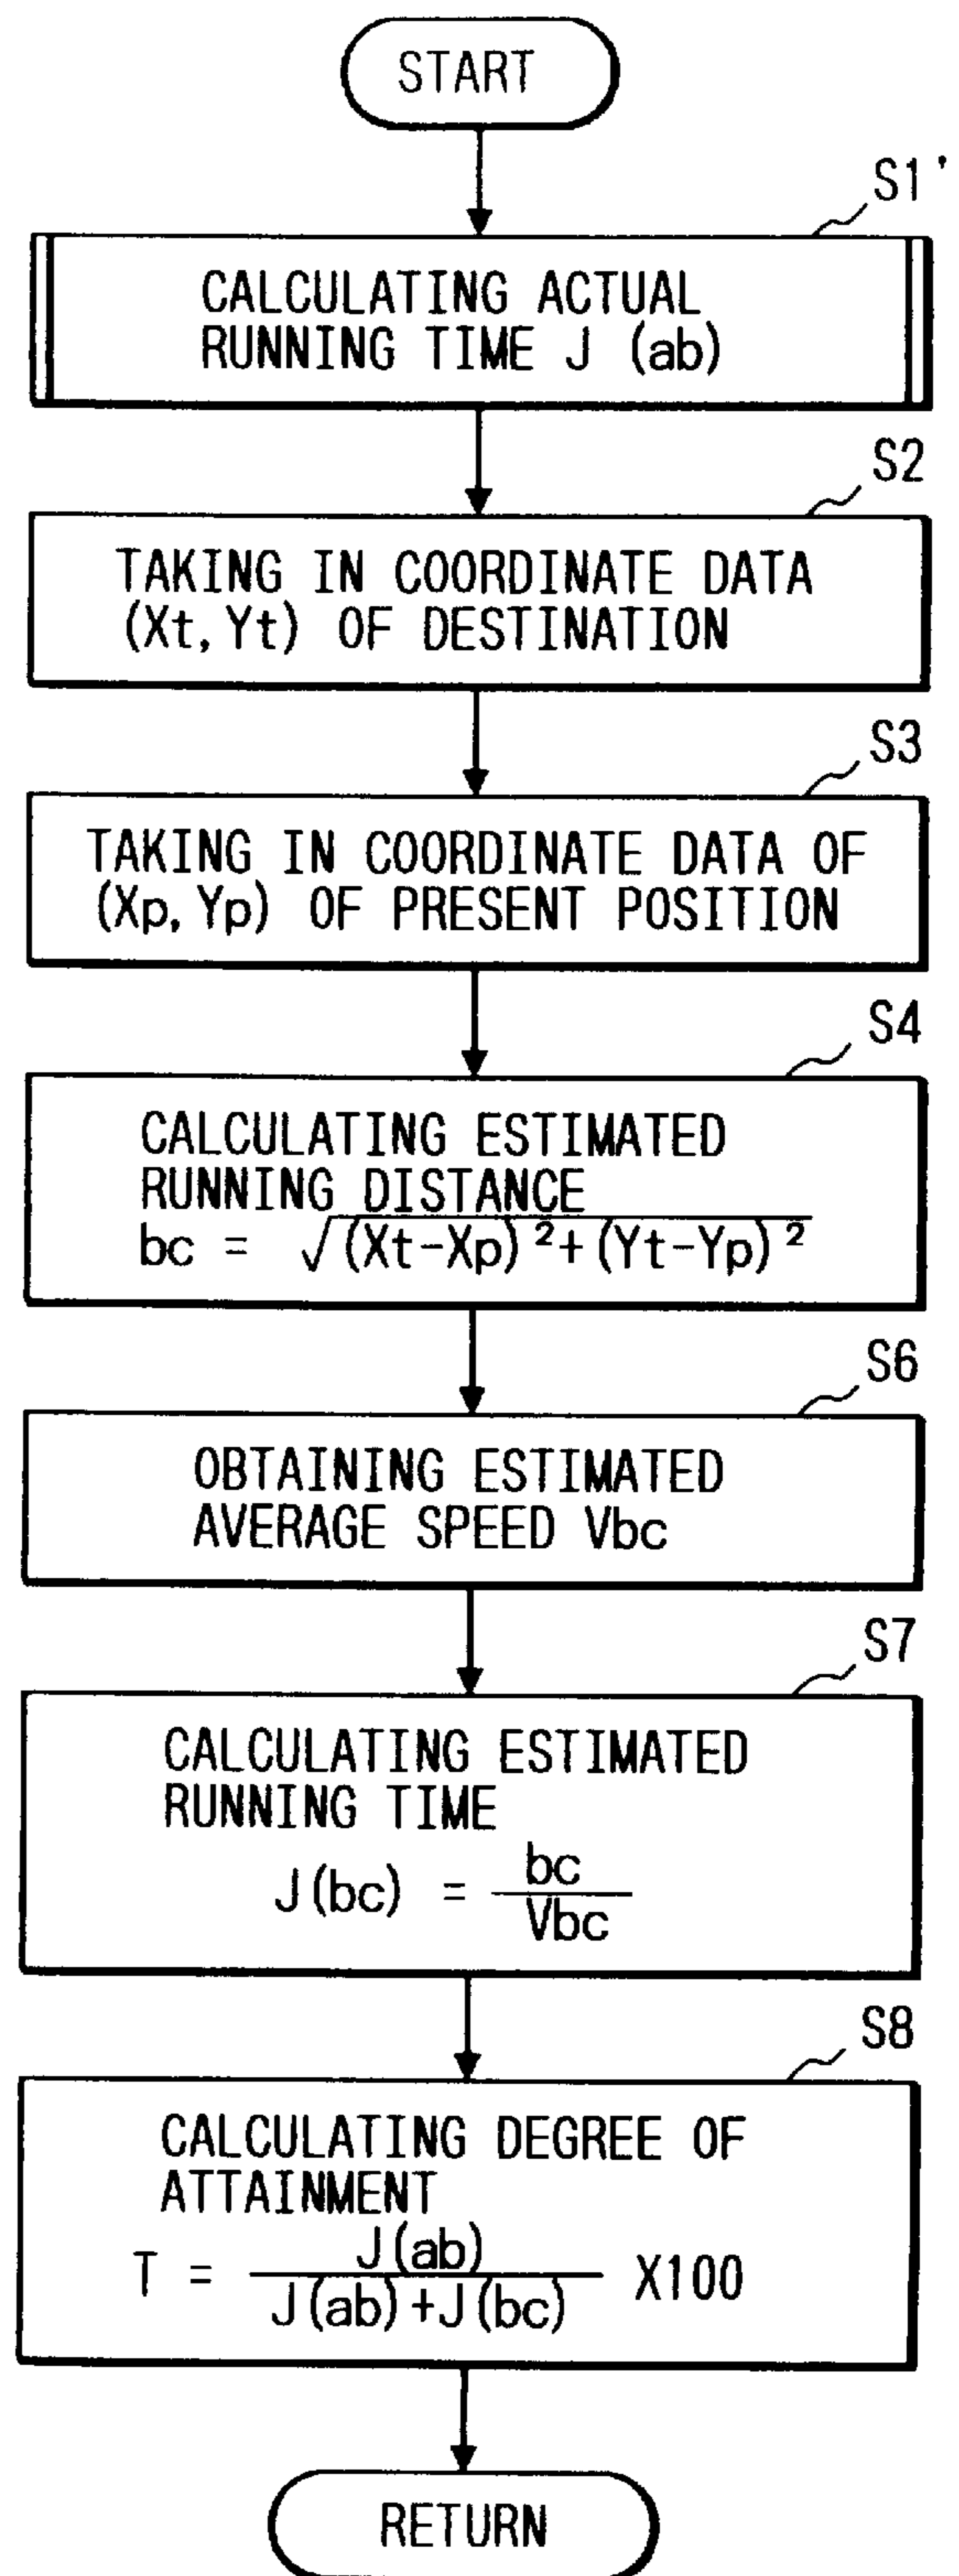 START
S1'
CALCULATING ACTUAL
RUNNING TIME J (ab)
S2
TAKING IN COORDINATE DATA
(Xt, Yt) OF DESTINATION
S3
TAKING IN COORDINATE DATA OF
(Xp, Yp) OF PRESENT POSITION
S4
CALCULATING ESTIMATED
RUNNING DISTANCE
bc = √(Xt-Xp)²+(Yt-Yp)²
S6
OBTAINING ESTIMATED
AVERAGE SPEED Vbc
S7
CALCULATING ESTIMATED
RUNNING TIME
J(bc) = bc
Vbc
S8
CALCULATING DEGREE OF
ATTAINMENT
T = J(ab)
J(ab)+J(bc) X100
RETURN